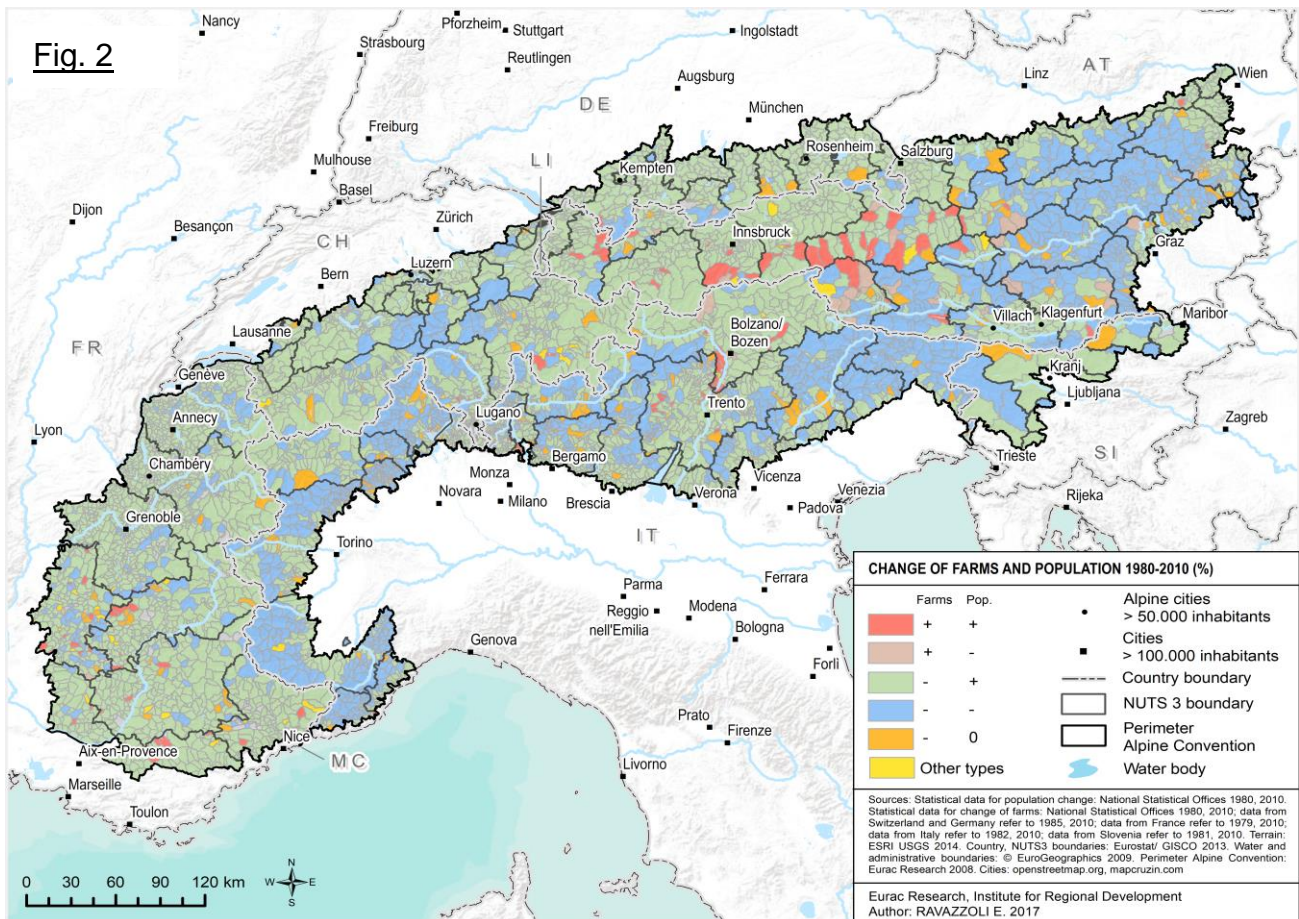 Fig. 2
Nancy
Pforzheim
Stuttgart
Ingolstadt
Strasbourg
Reutlingen
Linz
AT
Wien
Augsburg
DE
München
Freiburg
Rosenheim
Salzburg
Mulhouse
LI
Kempten
Basel
Dijon
Zürich
Besançon
CH
Innsbruck
Luzern
Graz
Bern
Lausanne
Villach
Klagenfurt
Maribor
FR
Bolzano/
Bozen
Genève
Kranj
Annecy
Lugano
Trento
Ljubljana
Lyon
Zagreb
Chambéry
Bergamo
SI
Monza
Vicenza
Trieste
Novara
Milano
Brescia
Verona
Venezia
Padova
Rijeka
Grenoble
IT
Torino
Parma
Ferrara
Reggio
nell'Emilia
Modena
Bologna
Genova
Forlì
Prato
Firenze
Nice
Aix-en-Provence
MC
Livorno
Marseille
Toulon
CHANGE OF FARMS AND POPULATION 1980-2010 (%)
Farms Pop.
+ +
+ -
- +
- -
- 0
Other types
Alpine cities
> 50.000 inhabitants
Cities
> 100.000 inhabitants
Country boundary
NUTS 3 boundary
Perimeter
Alpine Convention
Water body
Sources: Statistical data for population change: National Statistical Offices 1980, 2010.
Statistical data for change of farms: National Statistical Offices 1980, 2010; data from
Switzerland and Germany refer to 1985, 2010; data from France refer to 1979, 2010;
data from Italy refer to 1982, 2010; data from Slovenia refer to 1981, 2010. Terrain:
ESRI USGS 2014. Country, NUTS3 boundaries: Eurostat/ GISCO 2013. Water and
administrative boundaries: © EuroGeographics 2009. Perimeter Alpine Convention:
Eurac Research 2008. Cities: openstreetmap.org, mapcruzin.com
Eurac Research, Institute for Regional Development
Author: RAVAZZOLI E. 2017
N
W E
S
0 30 60 90 120 km